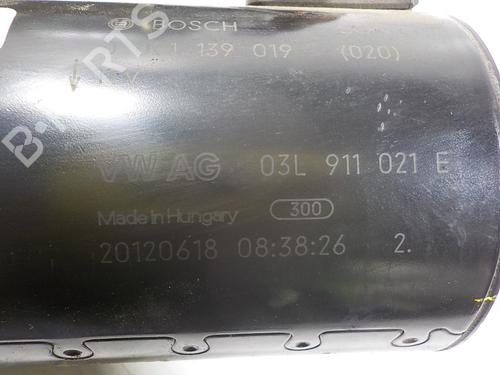 BOSCH
1 139 019 (020)
V
VW AG 03L 911 021 E
Made in Hungary 300
20120618 08:38:26 2.